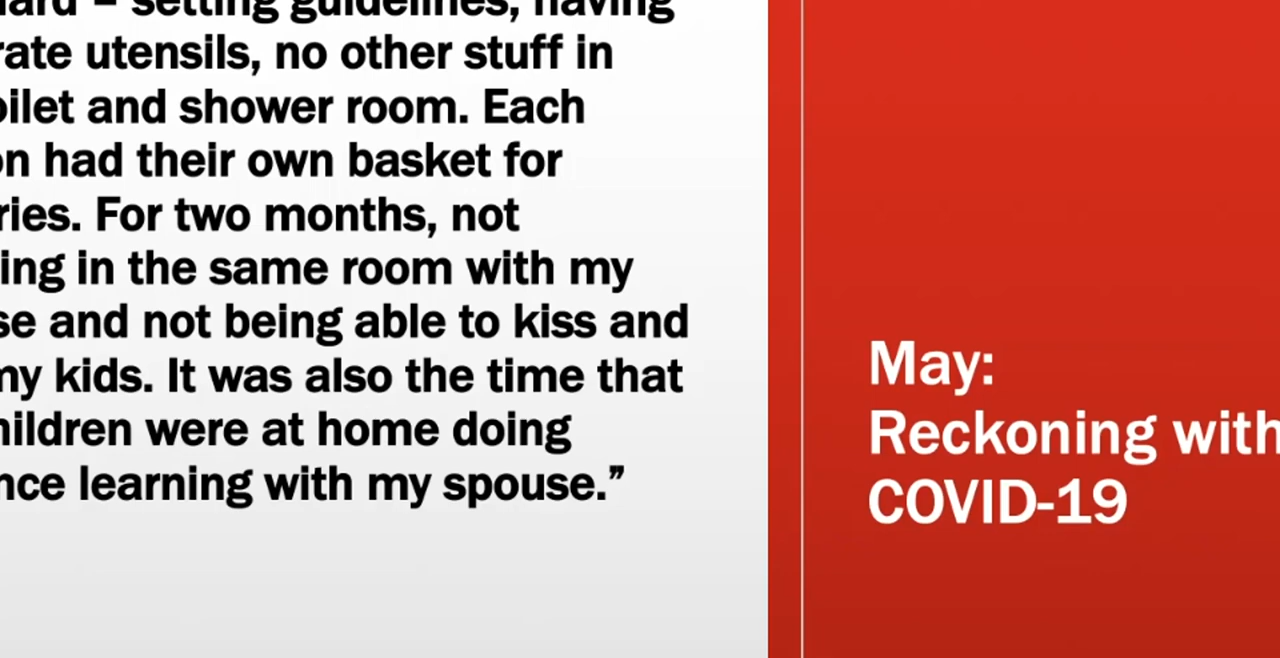 setting guidelines, having
rate utensils, no other stuff in
oilet and shower room. Each
on had their own basket for
ries. For two months, not
ing in the same room with my
se and not being able to kiss and
my kids. It was also the time that
hildren were at home doing
nce learning with my spouse.”
May:
Reckoning with
COVID-19